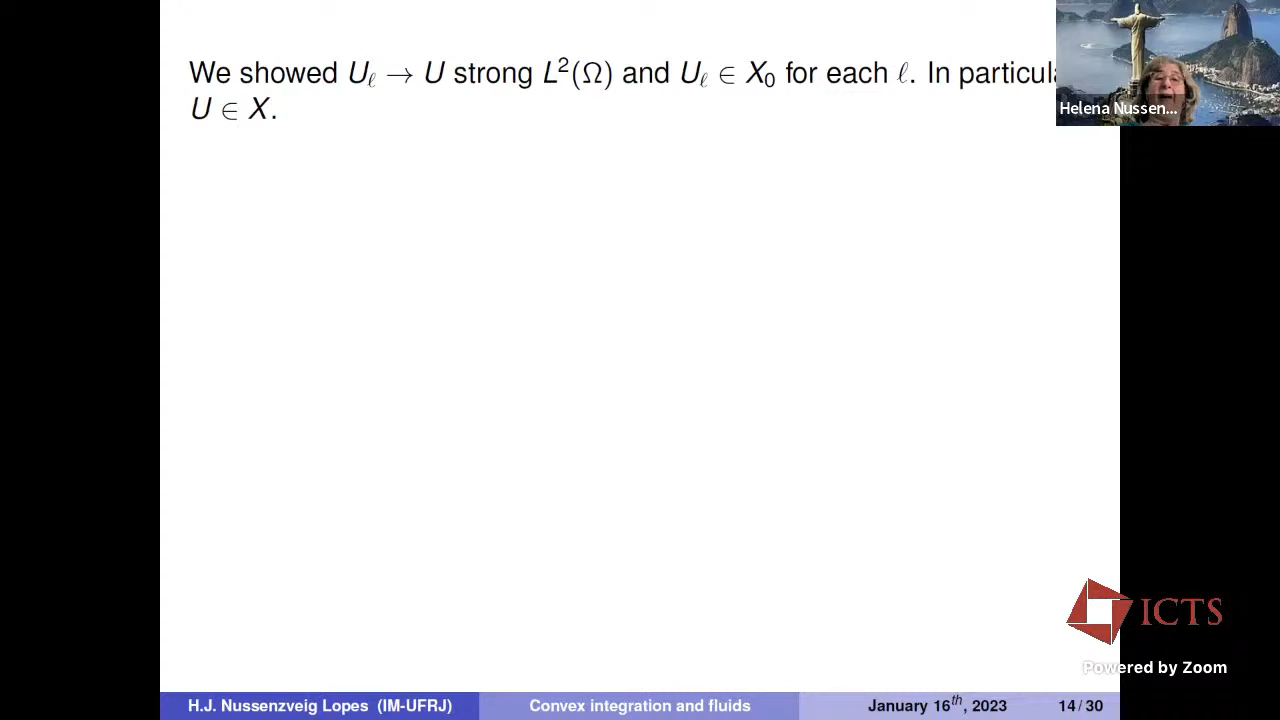 We showed U_ℓ → U strong L²(Ω) and U_ℓ ∈ X₀ for each ℓ. In particul
U ∈ X.
Helena Nussen...
ICTS
Powered by Zoom
H.J. Nussenzveig Lopes (IM-UFRJ) Convex integration and fluids January 16th, 2023 14 / 30